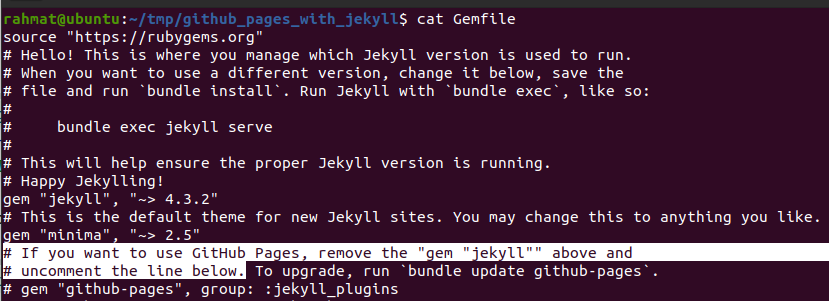 rahmat@ubuntu:~/tmp/github_pages_with_jekyll$ cat Gemfile
source "https://rubygems.org"
# Hello! This is where you manage which Jekyll version is used to run.
# When you want to use a different version, change it below, save the
# file and run `bundle install`. Run Jekyll with `bundle exec`, like so:
#
#     bundle exec jekyll serve
#
# This will help ensure the proper Jekyll version is running.
# Happy Jekylling!
gem "jekyll", "~> 4.3.2"
# This is the default theme for new Jekyll sites. You may change this to anything you like.
gem "minima", "~> 2.5"
# If you want to use GitHub Pages, remove the "gem "jekyll"" above and
# uncomment the line below. To upgrade, run `bundle update github-pages`.
# gem "github-pages", group: :jekyll_plugins